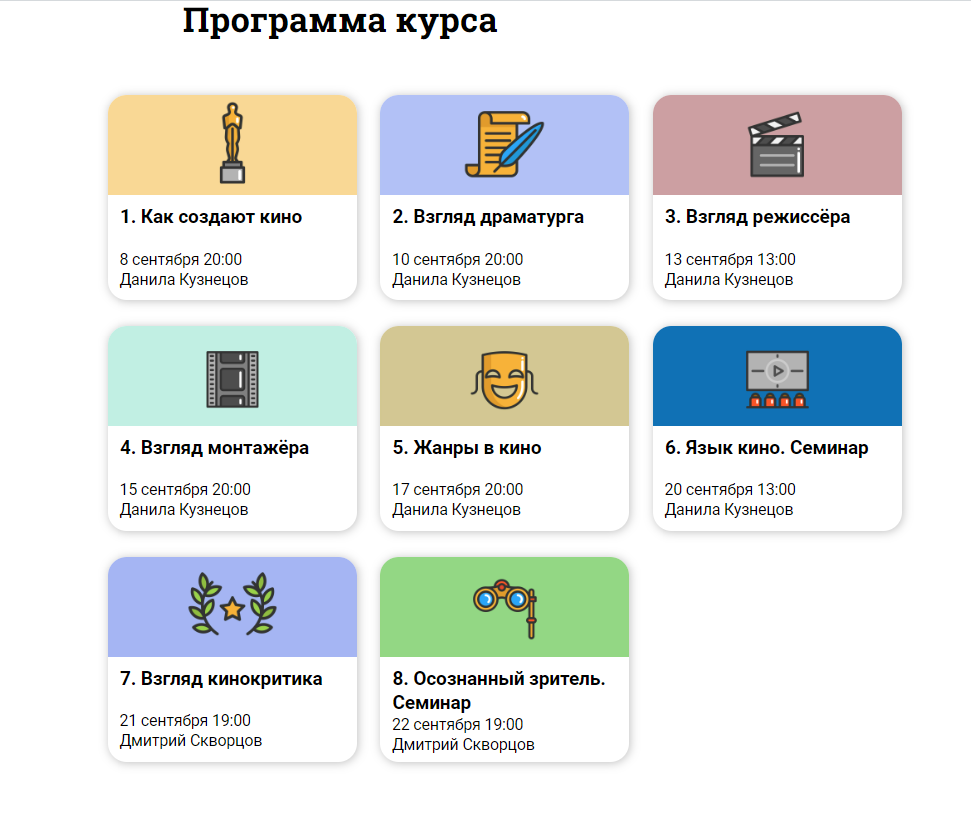 Программа курса
1. Как создают кино
8 сентября 20:00
Данила Кузнецов
2. Взгляд драматурга
10 сентября 20:00
Данила Кузнецов
3. Взгляд режиссёра
13 сентября 13:00
Данила Кузнецов
4. Взгляд монтажёра
15 сентября 20:00
Данила Кузнецов
5. Жанры в кино
17 сентября 20:00
Данила Кузнецов
6. Язык кино. Семинар
20 сентября 13:00
Данила Кузнецов
7. Взгляд кинокритика
21 сентября 19:00
Дмитрий Скворцов
8. Осознанный зритель.
Семинар
22 сентября 19:00
Дмитрий Скворцов